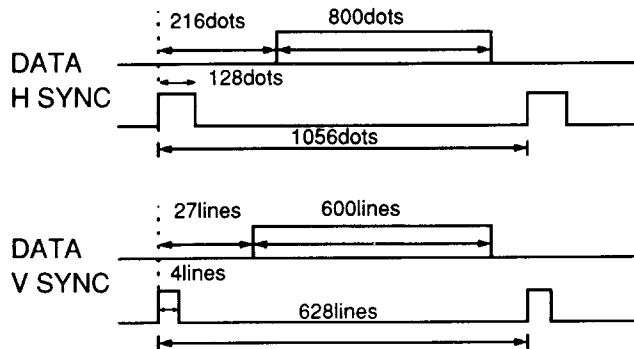 216dots 800dots
DATA
128dots
H SYNC
1056dots
27lines 600lines
DATA
4lines
V SYNC
628lines